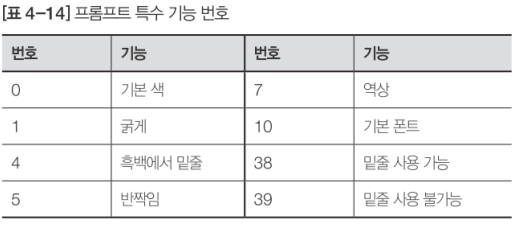 [표 4-14] 프롬프트 특수 기능 번호
번호 기능 번호 기능
0 기본 색 7 역상
1 굵게 10 기본 폰트
4 흑백에서 밑줄 38 밑줄 사용 가능
5 반짝임 39 밑줄 사용 불가능